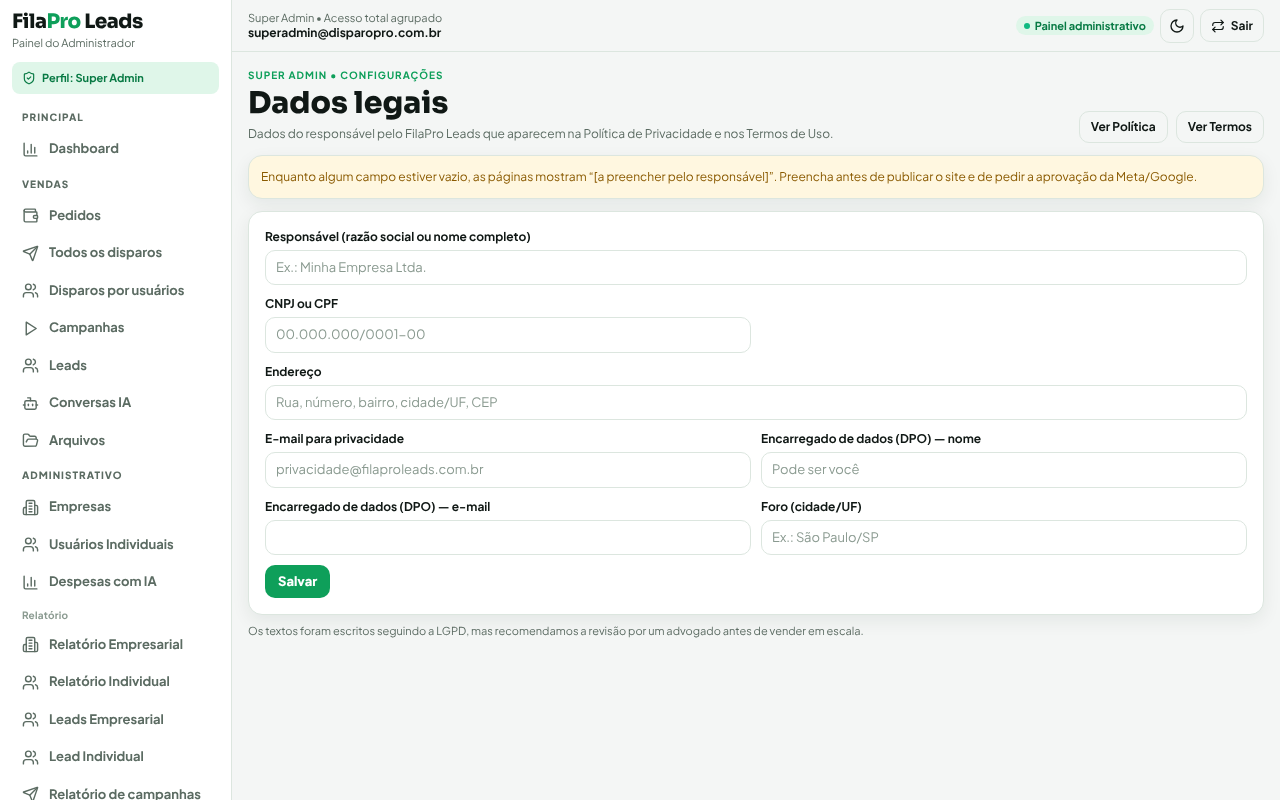 FilaPro Leads
Painel do Administrador
Perfil: Super Admin
PRINCIPAL
Dashboard
VENDAS
Pedidos
Todos os disparos
Disparos por usuários
Campanhas
Leads
Conversas IA
Arquivos
ADMINISTRATIVO
Empresas
Usuários Individuais
Despesas com IA
Relatório
Relatório Empresarial
Relatório Individual
Leads Empresarial
Lead Individual
Relatório de campanhas
Super Admin • Acesso total agrupado
superadmin@disparopro.com.br
Painel administrativo
Sair
SUPER ADMIN • CONFIGURAÇÕES
Dados legais
Dados do responsável pelo FilaPro Leads que aparecem na Política de Privacidade e nos Termos de Uso.
Ver Política
Ver Termos
Enquanto algum campo estiver vazio, as páginas mostram “[a preencher pelo responsável]”. Preencha antes de publicar o site e de pedir a aprovação da Meta/Google.
Responsável (razão social ou nome completo)
Ex.: Minha Empresa Ltda.
CNPJ ou CPF
00.000.000/0001-00
Endereço
Rua, número, bairro, cidade/UF, CEP
E-mail para privacidade
privacidade@filaproleads.com.br
Encarregado de dados (DPO) — nome
Pode ser você
Encarregado de dados (DPO) — e-mail
Foro (cidade/UF)
Ex.: São Paulo/SP
Salvar
Os textos foram escritos seguindo a LGPD, mas recomendamos a revisão por um advogado antes de vender em escala.